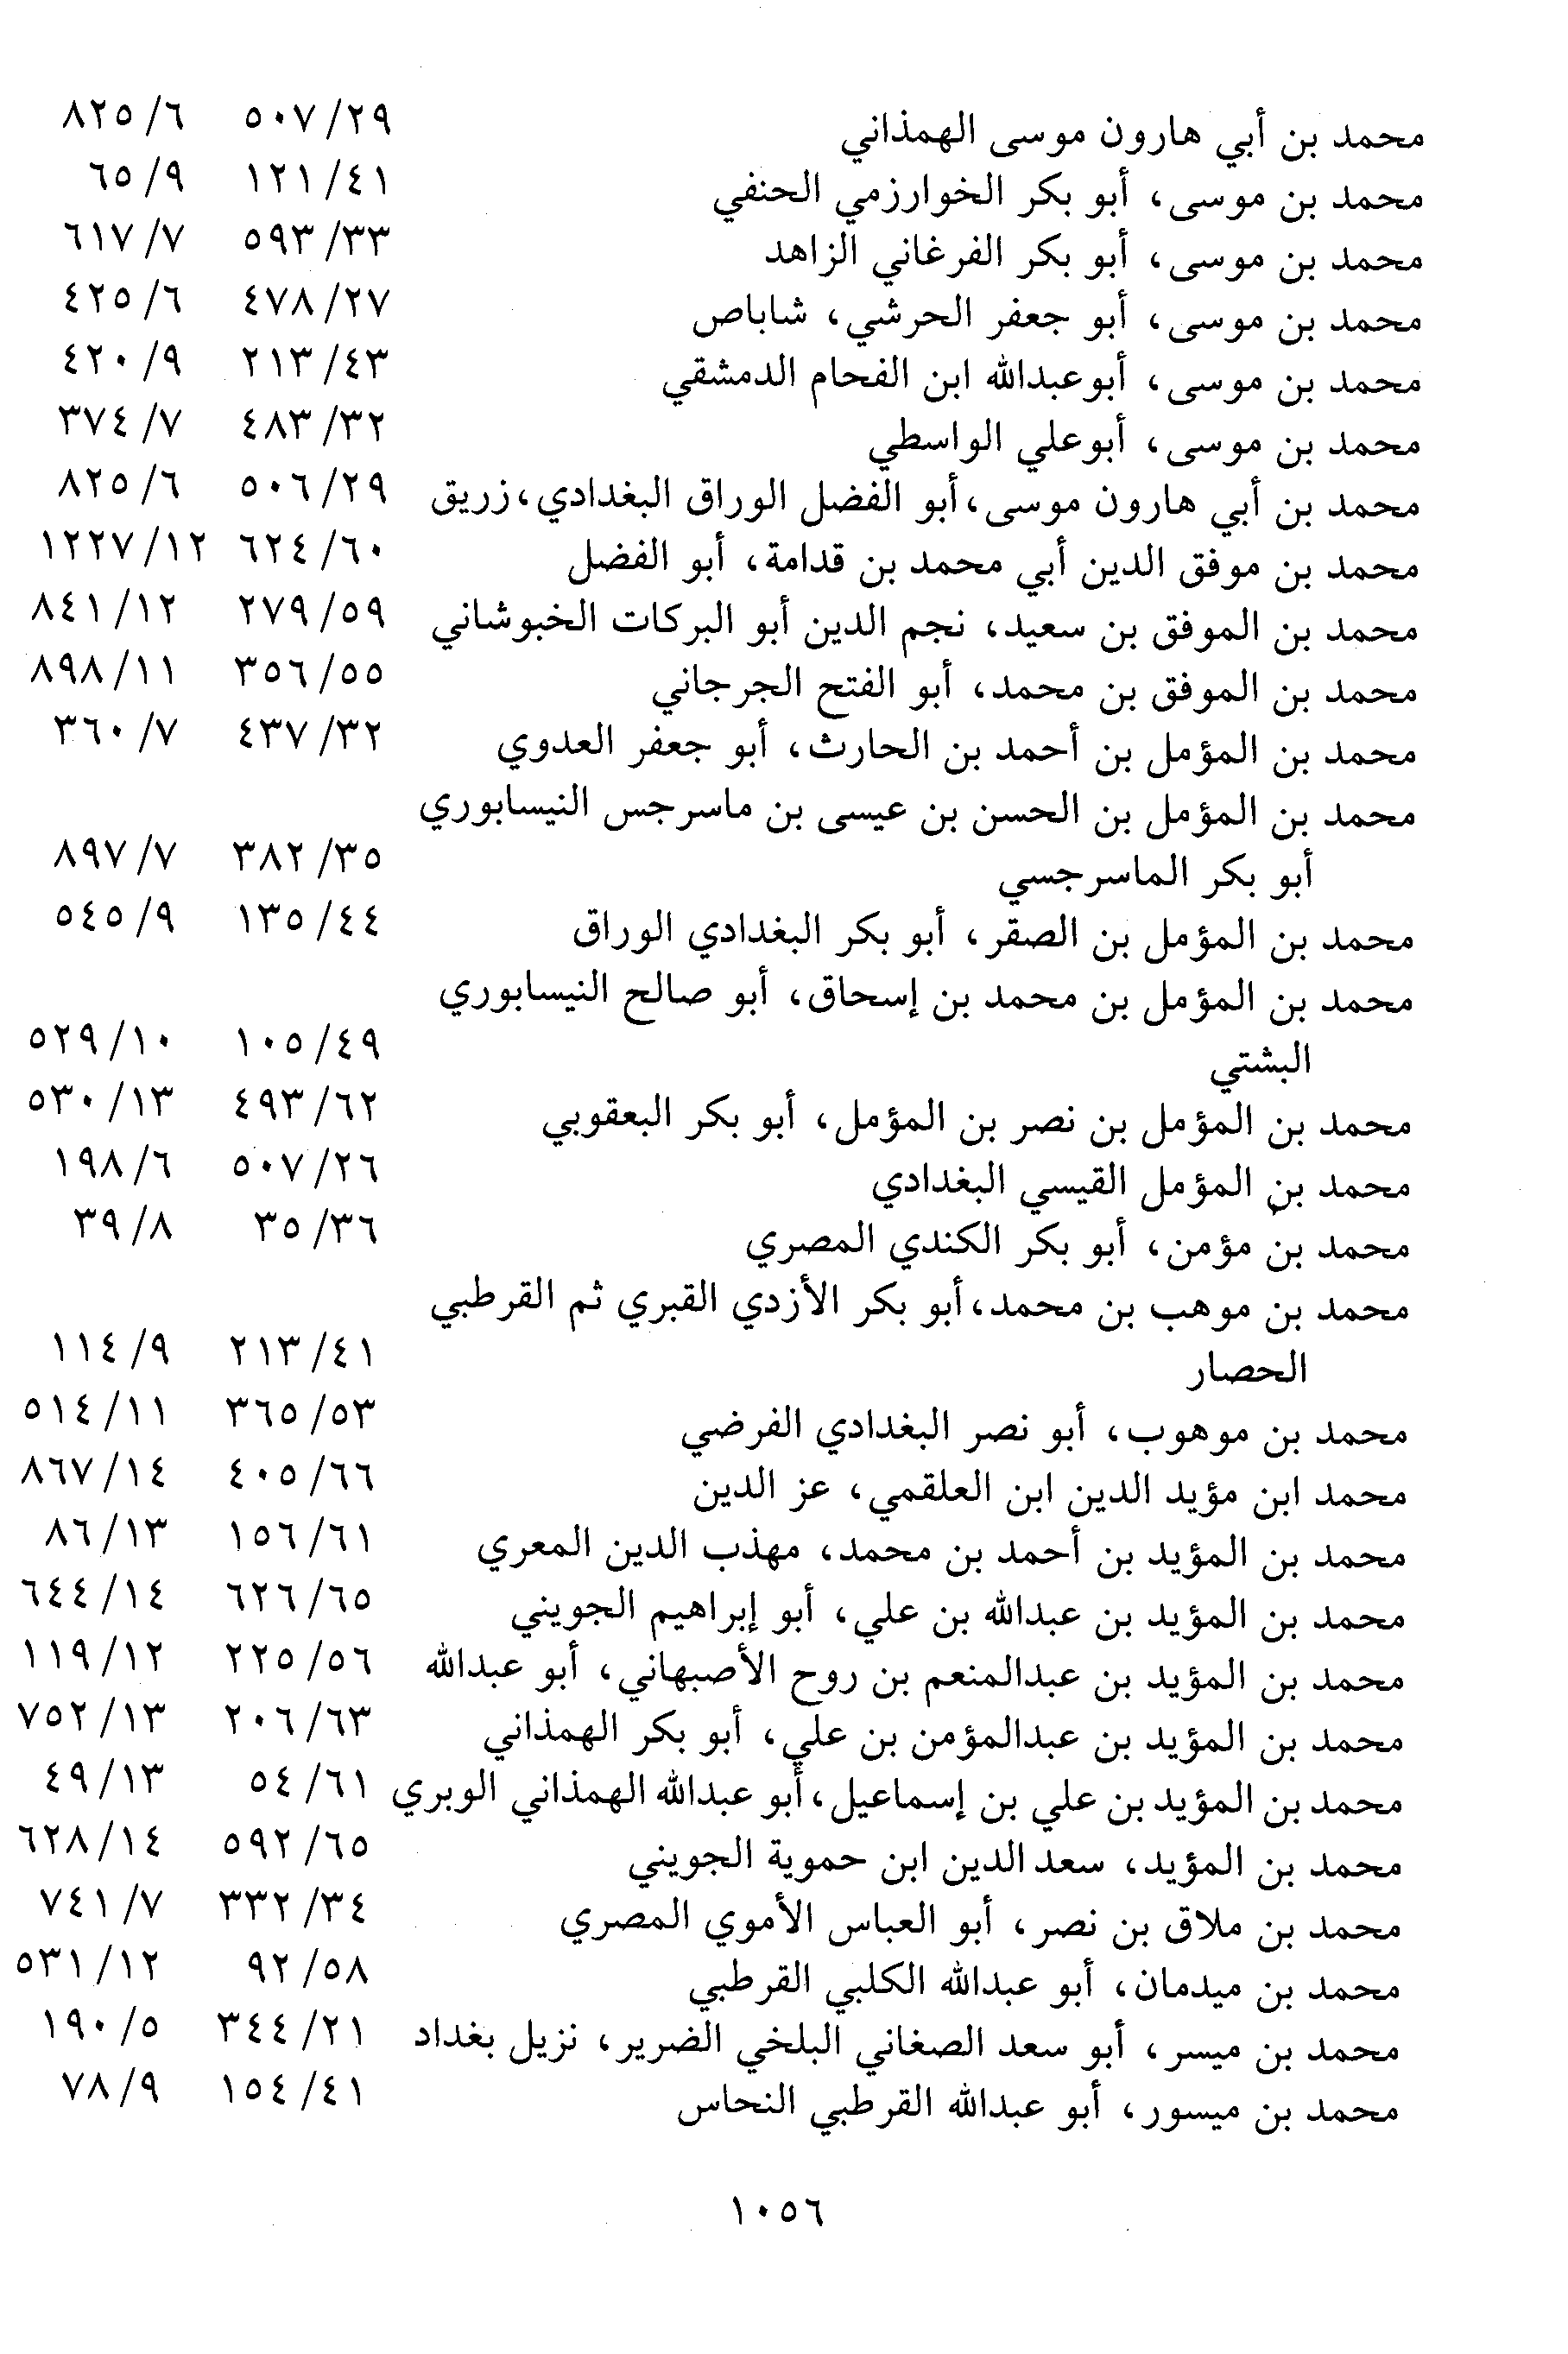 محمد بن أبي هارون موسى الهمذاني ٥٠٧/٢٩ ٨٢٥/٦
محمد بن موسى، أبو بكر الخوارزمي الحنفي ١٢١/٤١ ٦٥/٩
محمد بن موسى، أبو بكر الفرغاني الزاهد ٥٩٣/٣٣ ٦١٧/٧
محمد بن موسى، أبو جعفر الحرشي، شاباص ٤٧٨/٢٧ ٤٢٥/٦
محمد بن موسى، أبوعبدالله ابن الفحام الدمشقي ٢١٣/٤٣ ٤٢٠/٩
محمد بن موسى، أبوعلي الواسطي ٤٨٣/٣٢ ٣٧٤/٧
محمد بن أبي هارون موسى،أبو الفضل الوراق البغدادي،زريق ٥٠٦/٢٩ ٨٢٥/٦
محمد بن موفق الدين أبي محمد بن قدامة، أبو الفضل ٦٢٤/٦٠ ١٢٢٧/١٢
محمد بن الموفق بن سعيد، نجم الدين أبو البركات الخبوشاني ٢٧٩/٥٩ ٨٤١/١٢
محمد بن الموفق بن محمد، أبو الفتح الجرجاني ٣٥٦/٥٥ ٨٩٨/١١
محمد بن المؤمل بن أحمد بن الحارث، أبو جعفر العدوي ٤٣٧/٣٢ ٣٦٠/٧
محمد بن المؤمل بن الحسن بن عيسى بن ماسرجس النيسابوري
أبو بكر الماسرجسي ٣٨٢/٣٥ ٨٩٧/٧
محمد بن المؤمل بن الصقر، أبو بكر البغدادي الوراق ١٣٥/٤٤ ٥٤٥/٩
محمد بن المؤمل بن محمد بن إسحاق، أبو صالح النيسابوري
البشتي ١٠٥/٤٩ ٥٢٩/١٠
محمد بن المؤمل بن نصر بن المؤمل، أبو بكر البعقوبي ٤٩٣/٦٢ ٥٣٠/١٣
محمد بن المؤمل القيسي البغدادي ٥٠٧/٢٦ ١٩٨/٦
محمد بن مؤمن، أبو بكر الكندي المصري ٣٥/٣٦ ٣٩/٨
محمد بن موهب بن محمد،أبو بكر الأزدي القبري ثم القرطبي
الحصار ٢١٣/٤١ ١١٤/٩
محمد بن موهوب، أبو نصر البغدادي الفرضي ٣٦٥/٥٣ ٥١٤/١١
محمد ابن مؤيد الدين ابن العلقمي، عز الدين ٤٠٥/٦٦ ٨٦٧/١٤
محمد بن المؤيد بن أحمد بن محمد، مهذب الدين المعري ١٥٦/٦١ ٨٦/١٣
محمد بن المؤيد بن عبدالله بن علي، أبو إبراهيم الجويني ٦٢٦/٦٥ ٦٤٤/١٤
محمد بن المؤيد بن عبدالمنعم بن روح الأصبهاني، أبو عبدالله ٢٢٥/٥٦ ١١٩/١٢
محمد بن المؤيد بن عبدالمؤمن بن علي، أبو بكر الهمذاني ٢٠٦/٦٣ ٧٥٢/١٣
محمد بن المؤيد بن علي بن إسماعيل،أبو عبدالله الهمذاني الوبري ٥٤/٦١ ٤٩/١٣
محمد بن المؤيد، سعد الدين ابن حموية الجويني ٥٩٢/٦٥ ٦٢٨/١٤
محمد بن ملاق بن نصر، أبو العباس الأموي المصري ٣٣٢/٣٤ ٧٤١/٧
محمد بن ميدمان، أبو عبدالله الكلبي القرطبي ٩٢/٥٨ ٥٣١/١٢
محمد بن ميسر، أبو سعد الصغاني البلخي الضرير، نزيل بغداد ٣٤٤/٢١ ١٩٠/٥
محمد بن ميسور، أبو عبدالله القرطبي النحاس ١٥٤/٤١ ٧٨/٩
١٠٥٦